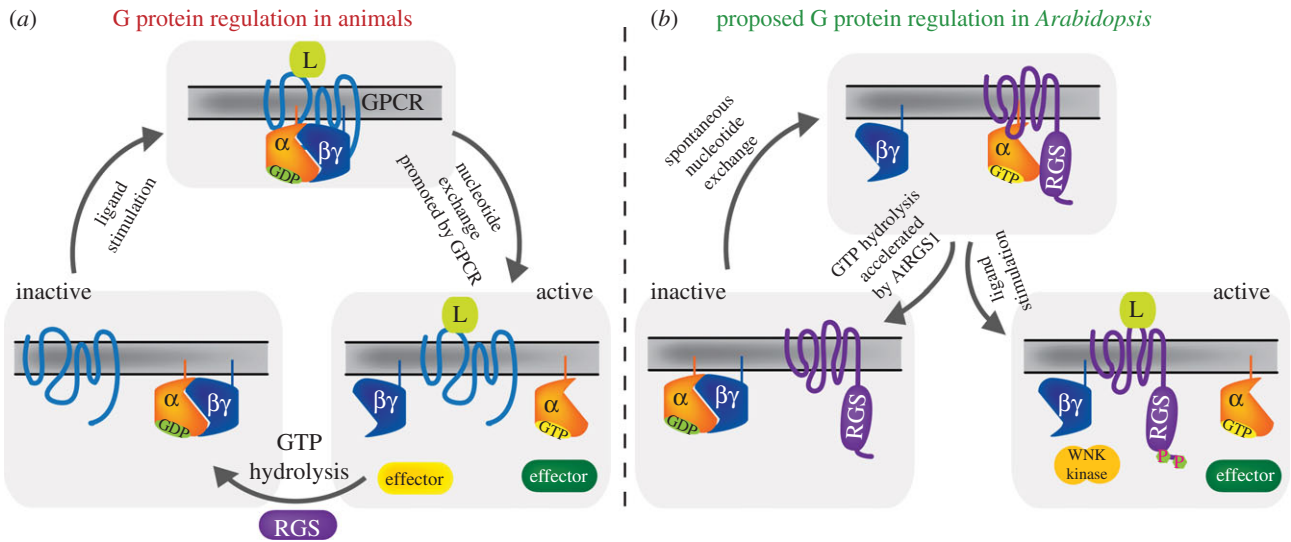 (a) G protein regulation in animals
L
GPCR
α
βγ
GDP
ligand
stimulation
nucleotide
exchange
promoted by GPCR
inactive
α
βγ
GDP
active
L
βγ
α
GTP
effector
effector
GTP
hydrolysis
RGS
(b) proposed G protein regulation in Arabidopsis
βγ
α
GTP
RGS
spontaneous
nucleotide
exchange
GTP hydrolysis
accelerated
by AtRGS1
ligand
stimulation
inactive
α
βγ
GDP
RGS
active
L
βγ
RGS
P
P
α
GTP
WNK
kinase
effector